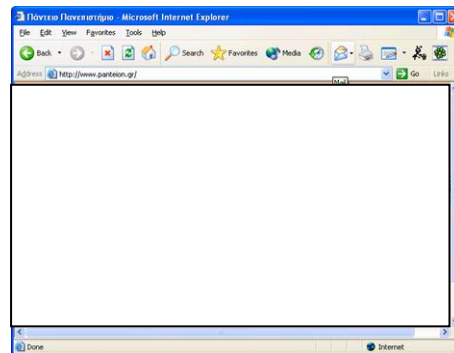 Πάντειο Πανεπιστήμιο - Microsoft Internet Explorer
File Edit View Favorites Tools Help
Back Search Favorites Media
Address http://www.panteion.gr/ Go Links
Mail
Done Internet